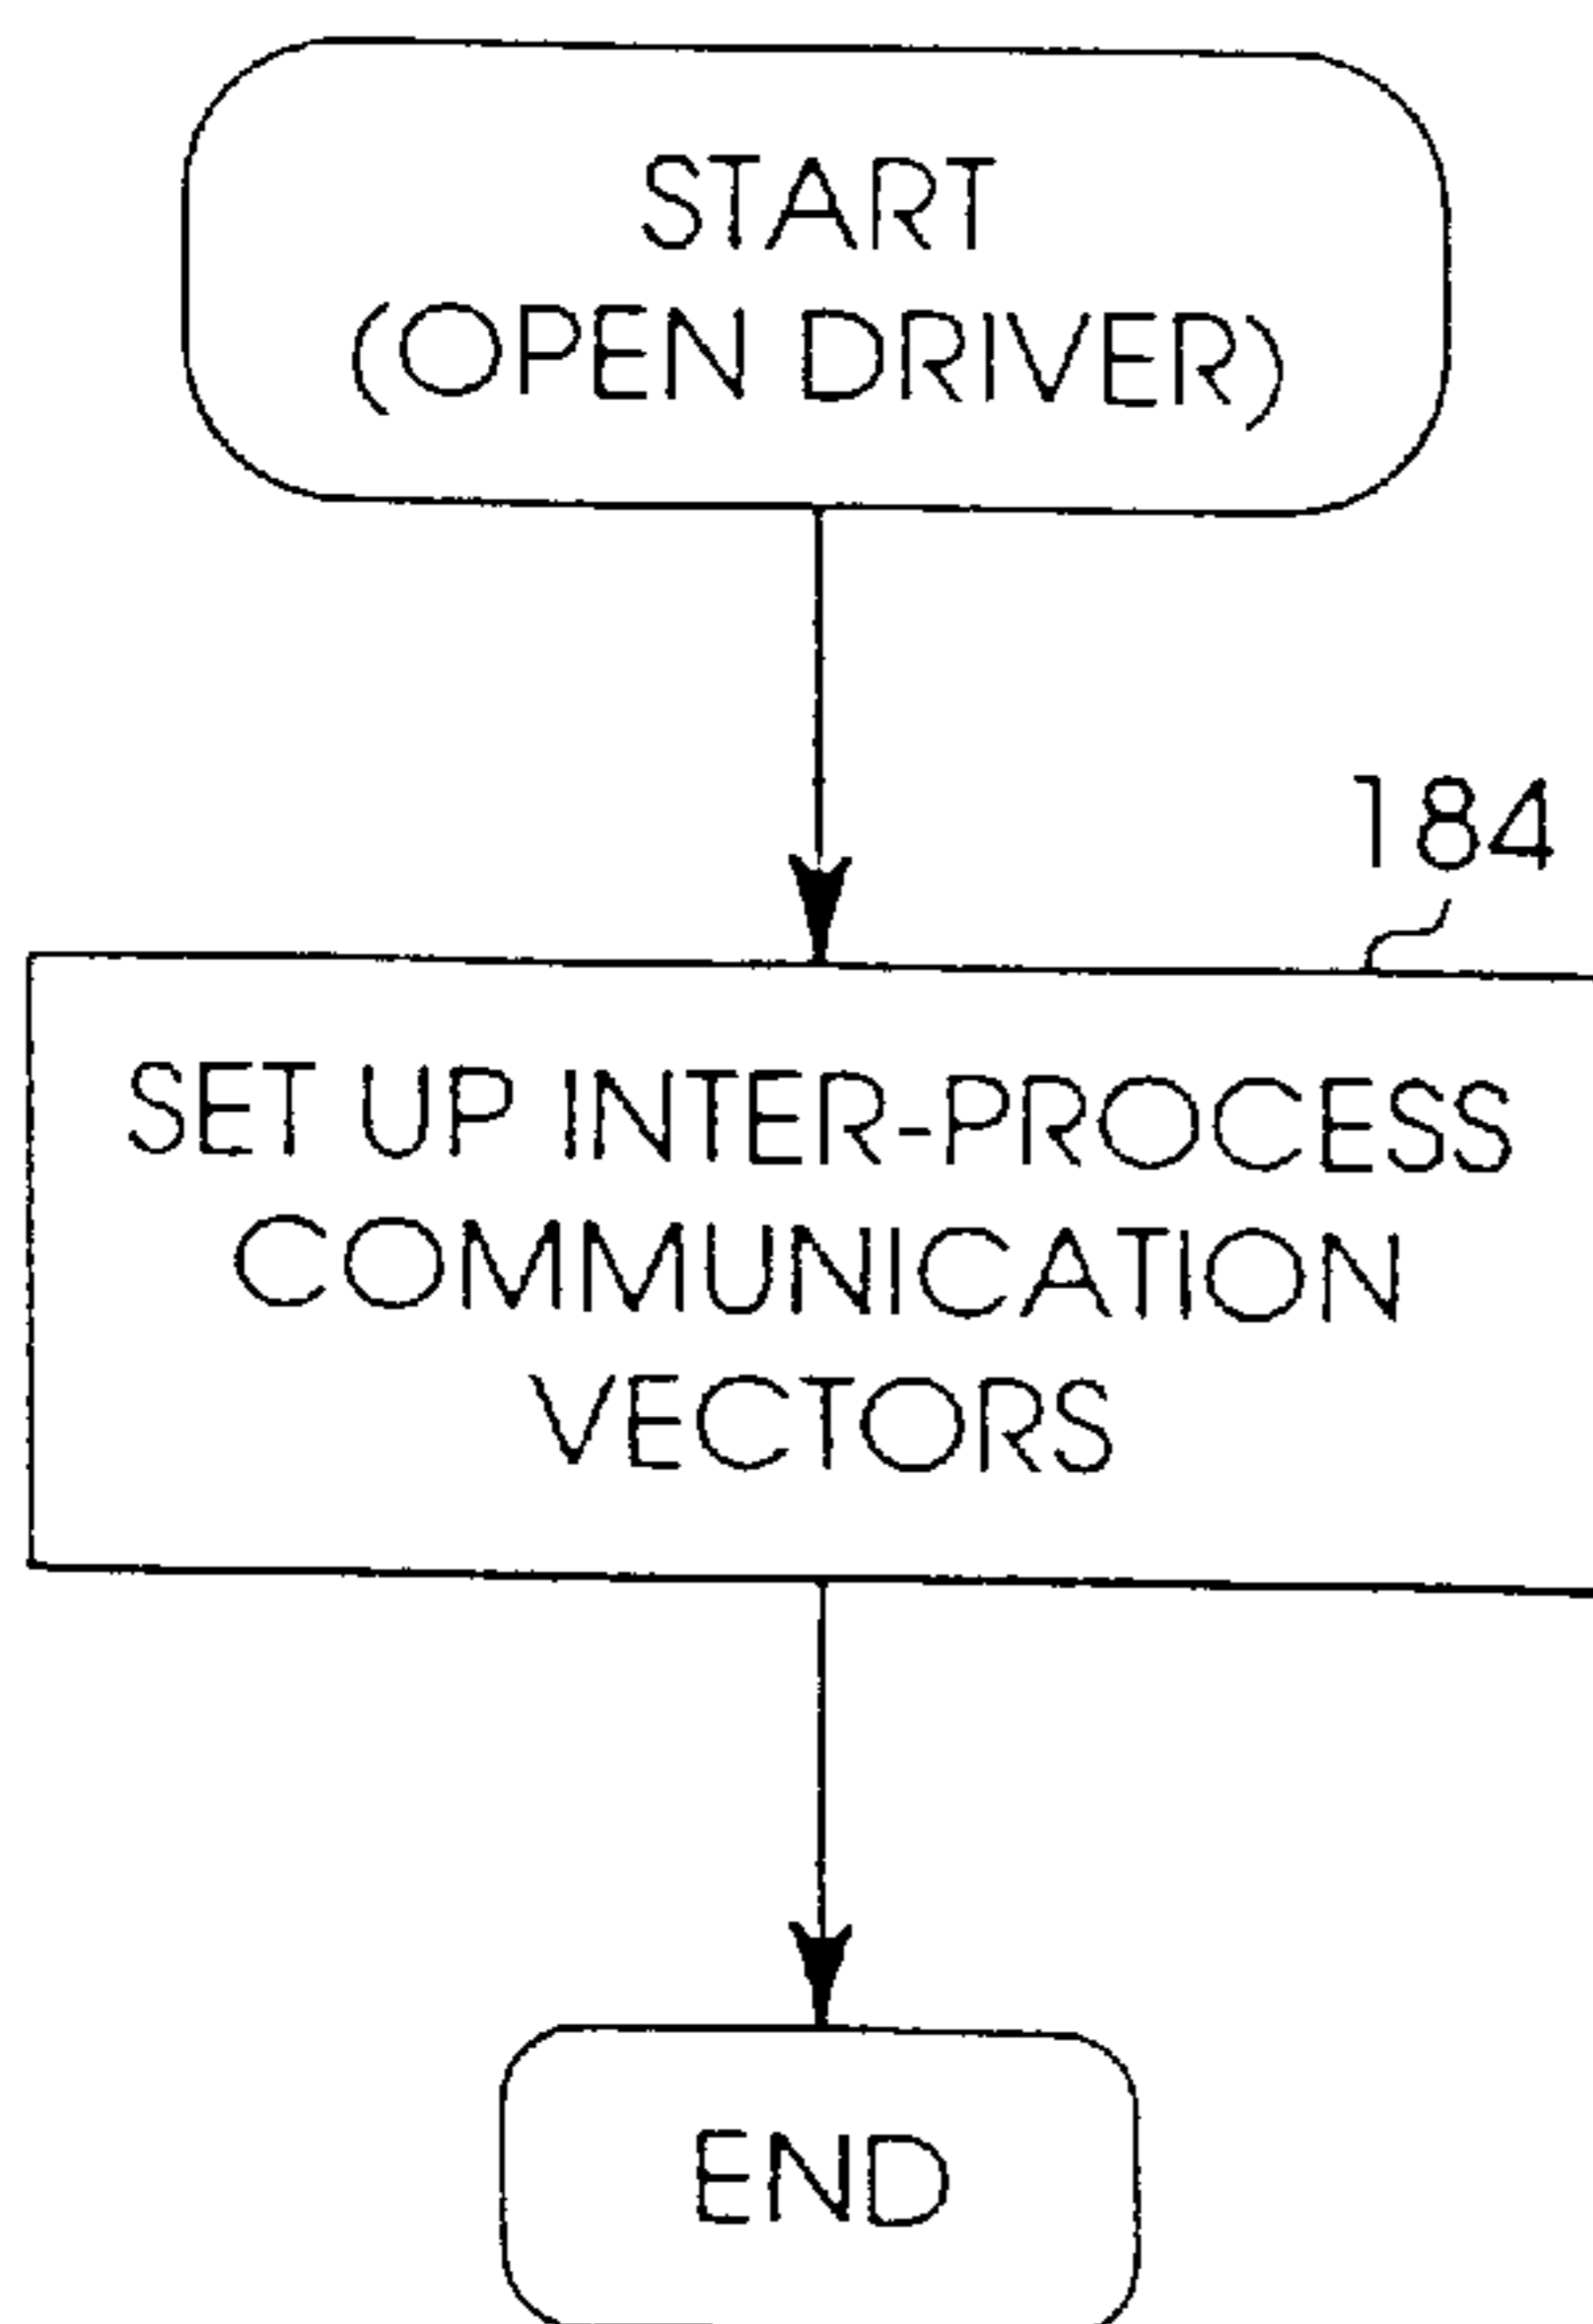 START
(OPEN DRIVER)
184
SET UP INTER-PROCESS
COMMUNICATION
VECTORS
END